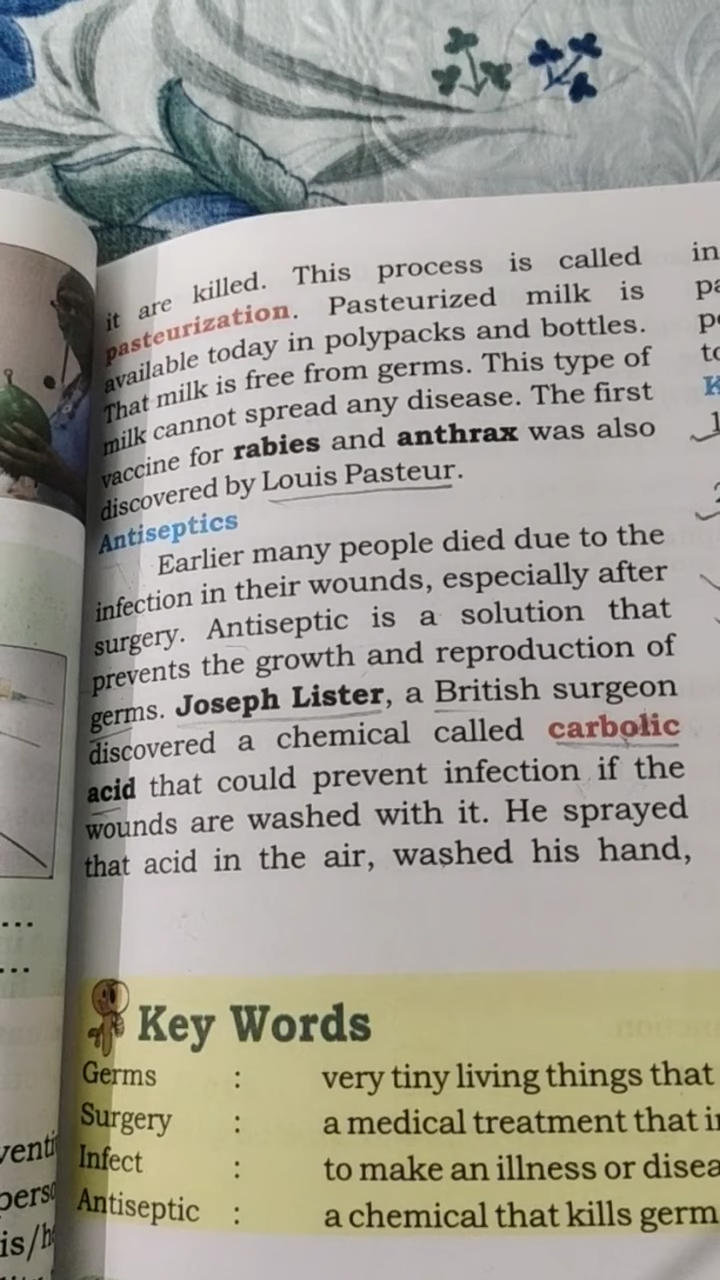 it are killed. This process is called
pasteurization. Pasteurized milk is
available today in polypacks and bottles.
That milk is free from germs. This type of
milk cannot spread any disease. The first
vaccine for rabies and anthrax was also
discovered by Louis Pasteur.
Antiseptics
Earlier many people died due to the
infection in their wounds, especially after
surgery. Antiseptic is a solution that
prevents the growth and reproduction of
germs. Joseph Lister, a British surgeon
discovered a chemical called carbolic
acid that could prevent infection if the
wounds are washed with it. He sprayed
that acid in the air, washed his hand,
Key Words
Germs : very tiny living things that
Surgery : a medical treatment that
Infect : to make an illness or
Antiseptic : a chemical that kills